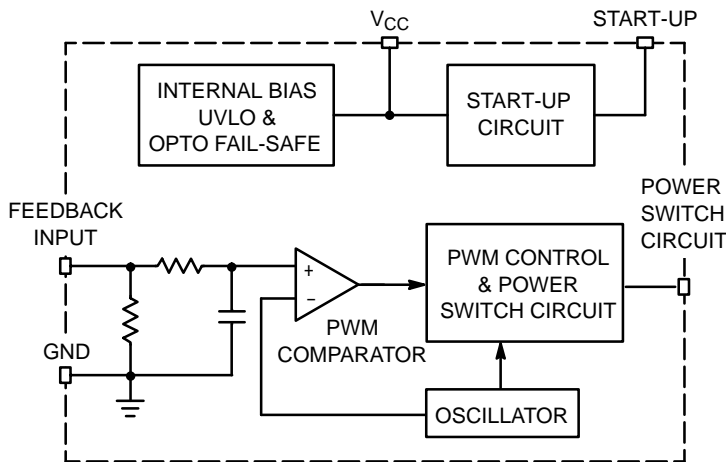 VCC
START-UP
INTERNAL BIAS
UVLO &
OPTO FAIL-SAFE
START-UP
CIRCUIT
POWER
SWITCH
CIRCUIT
FEEDBACK
INPUT
PWM CONTROL
& POWER
SWITCH CIRCUIT
+
−
PWM
COMPARATOR
GND
OSCILLATOR